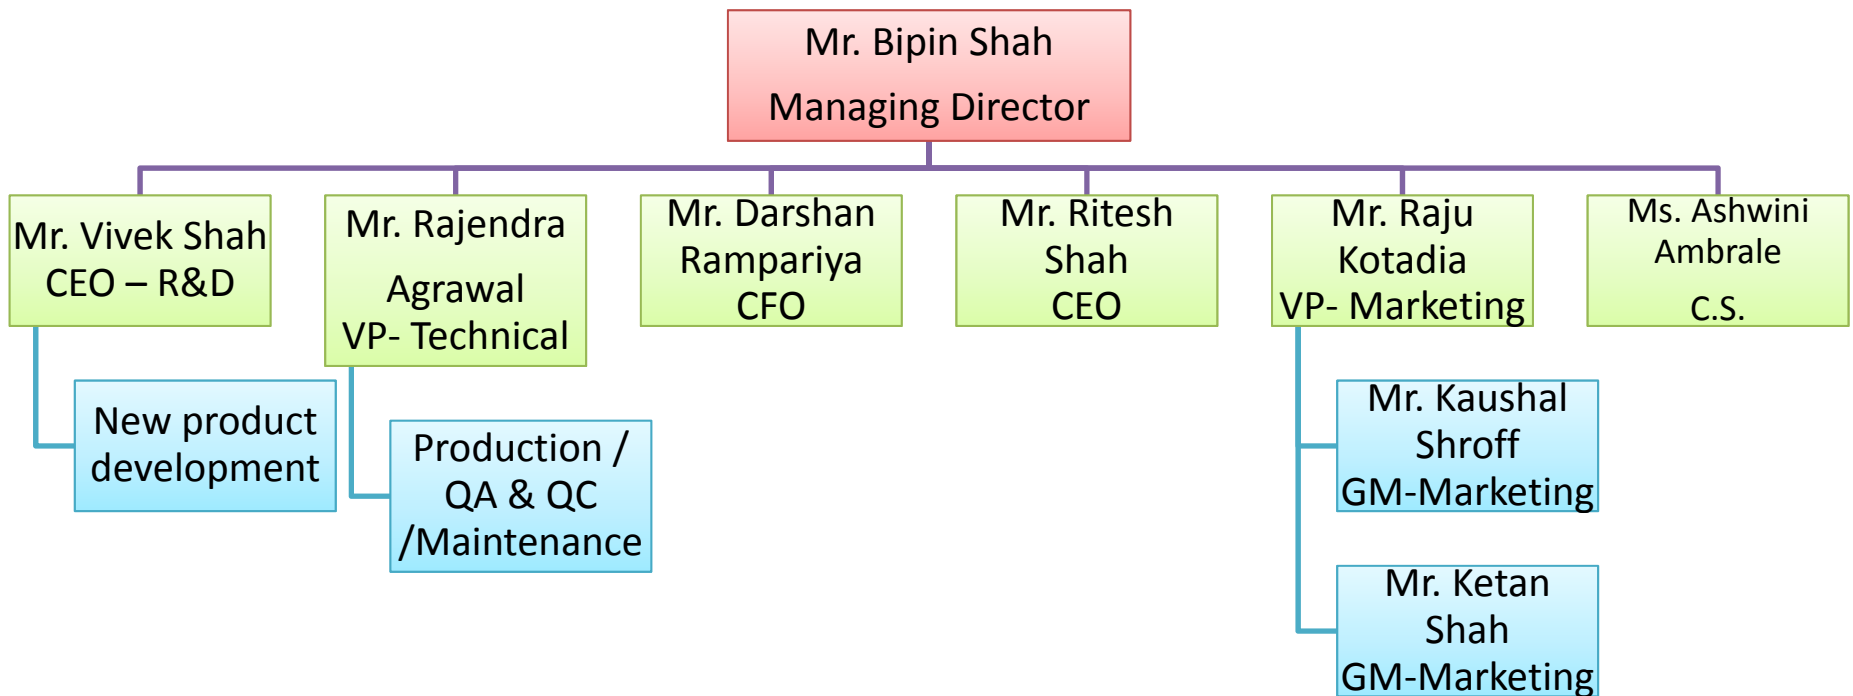 Mr. Bipin Shah
Managing Director
Mr. Vivek Shah
CEO – R&D
Mr. Rajendra
Agrawal
VP- Technical
Mr. Darshan
Rampariya
CFO
Mr. Ritesh
Shah
CEO
Mr. Raju
Kotadia
VP- Marketing
Ms. Ashwini
Ambrale
C.S.
New product
development
Production /
QA & QC
/Maintenance
Mr. Kaushal
Shroff
GM-Marketing
Mr. Ketan
Shah
GM-Marketing